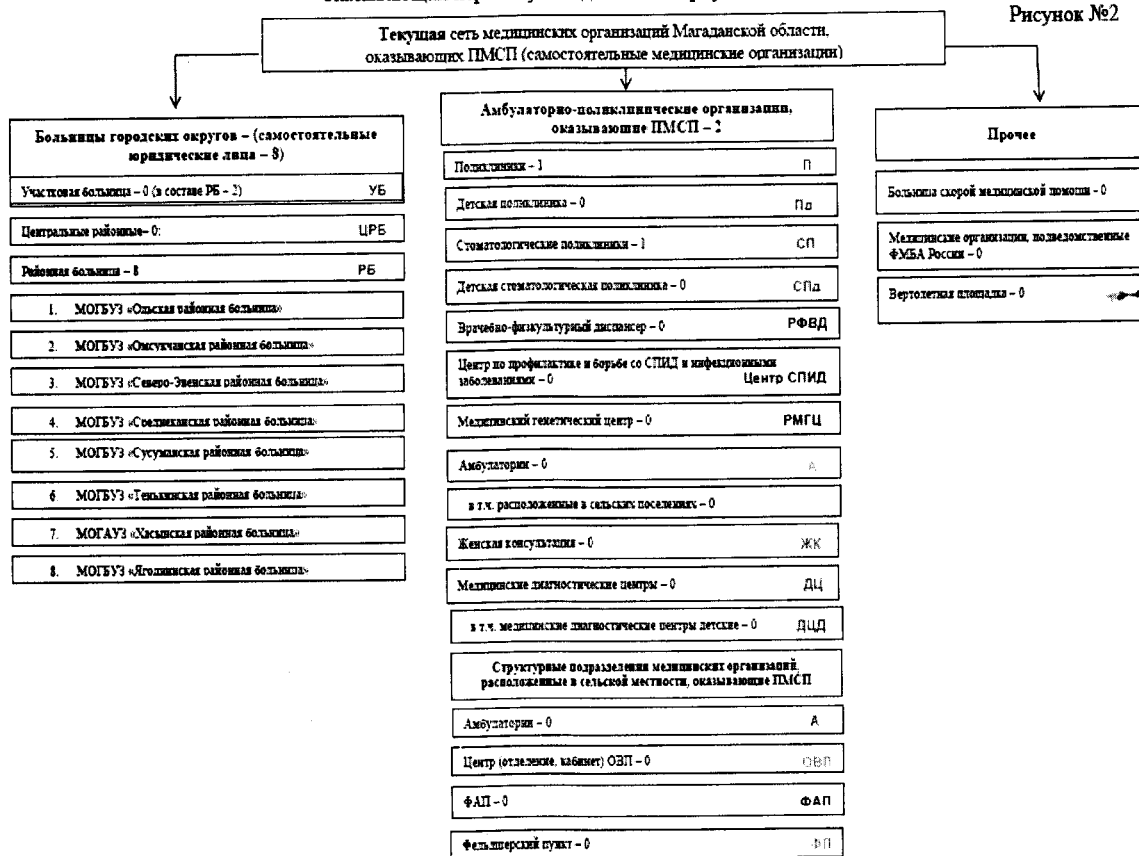 Рисунок №2
Текущая сеть медицинских организаций Магаданской области,
оказывающих ПМСП (самостоятельные медицинские организации)
Больницы городских округов – (самостоятельные
юридические лица – 8)
Участковая больница – 0 (в составе РБ – 2) УБ
Центральные районные– 0: ЦРБ
Районная больница – 8 РБ
1. МОГБУЗ «Ольская районная больница»
2. МОГБУЗ «Омсукчанская районная больница»
3. МОГБУЗ «Северо-Эвенская районная больница»
4. МОГБУЗ «Среднеканская районная больница»
5. МОГБУЗ «Сусуманская районная больница»
6. МОГБУЗ «Тенькинская районная больница»
7. МОГАУЗ «Хасынская районная больница»
8. МОГБУЗ «Ягоднинская районная больница»
Амбулаторно-поликлинические организации,
оказывающие ПМСП – 2
Поликлиники – 1 П
Детская поликлиника – 0 Пд
Стоматологические поликлиники – 1 СП
Детская стоматологическая поликлиника – 0 СПд
Врачебно-физкультурный диспансер – 0 РФВД
Центр по профилактике и борьбе со СПИД и инфекционными
заболеваниями – 0 Центр СПИД
Медицинский генетический центр – 0 РМГЦ
Амбулатории – 0 А
в т.ч. расположенные в сельских поселениях – 0
Женская консультация – 0 ЖК
Медицинские диагностические центры – 0 ДЦ
в т.ч. медицинские диагностические центры детские – 0 ДЦД
Структурные подразделения медицинских организаций,
расположенные в сельской местности, оказывающие ПМСП
Амбулатории – 0 А
Центр (отделение, кабинет) ОВП – 0 ОВП
ФАП – 0 ФАП
Фельдшерский пункт – 0 ФП
Прочее
Больница скорой медицинской помощи – 0
Медицинские организации, подведомственные
ФМБА России – 0
Вертолетная площадка – 0